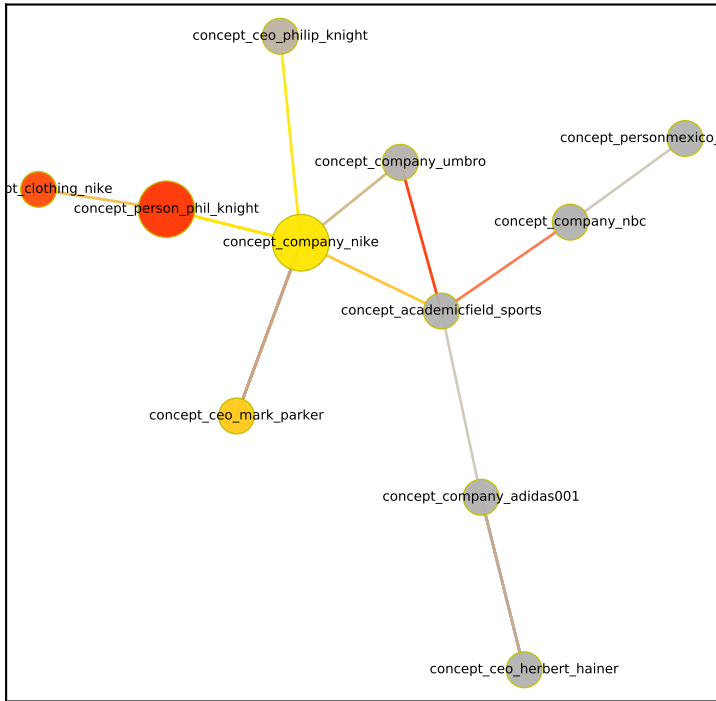 concept_ceo_philip_knight
concept_personmexico_
concept_company_umbro
pt_clothing_nike
concept_person_phil_knight
concept_company_nbc
concept_company_nike
concept_academicfield_sports
concept_ceo_mark_parker
concept_company_adidas001
concept_ceo_herbert_hainer